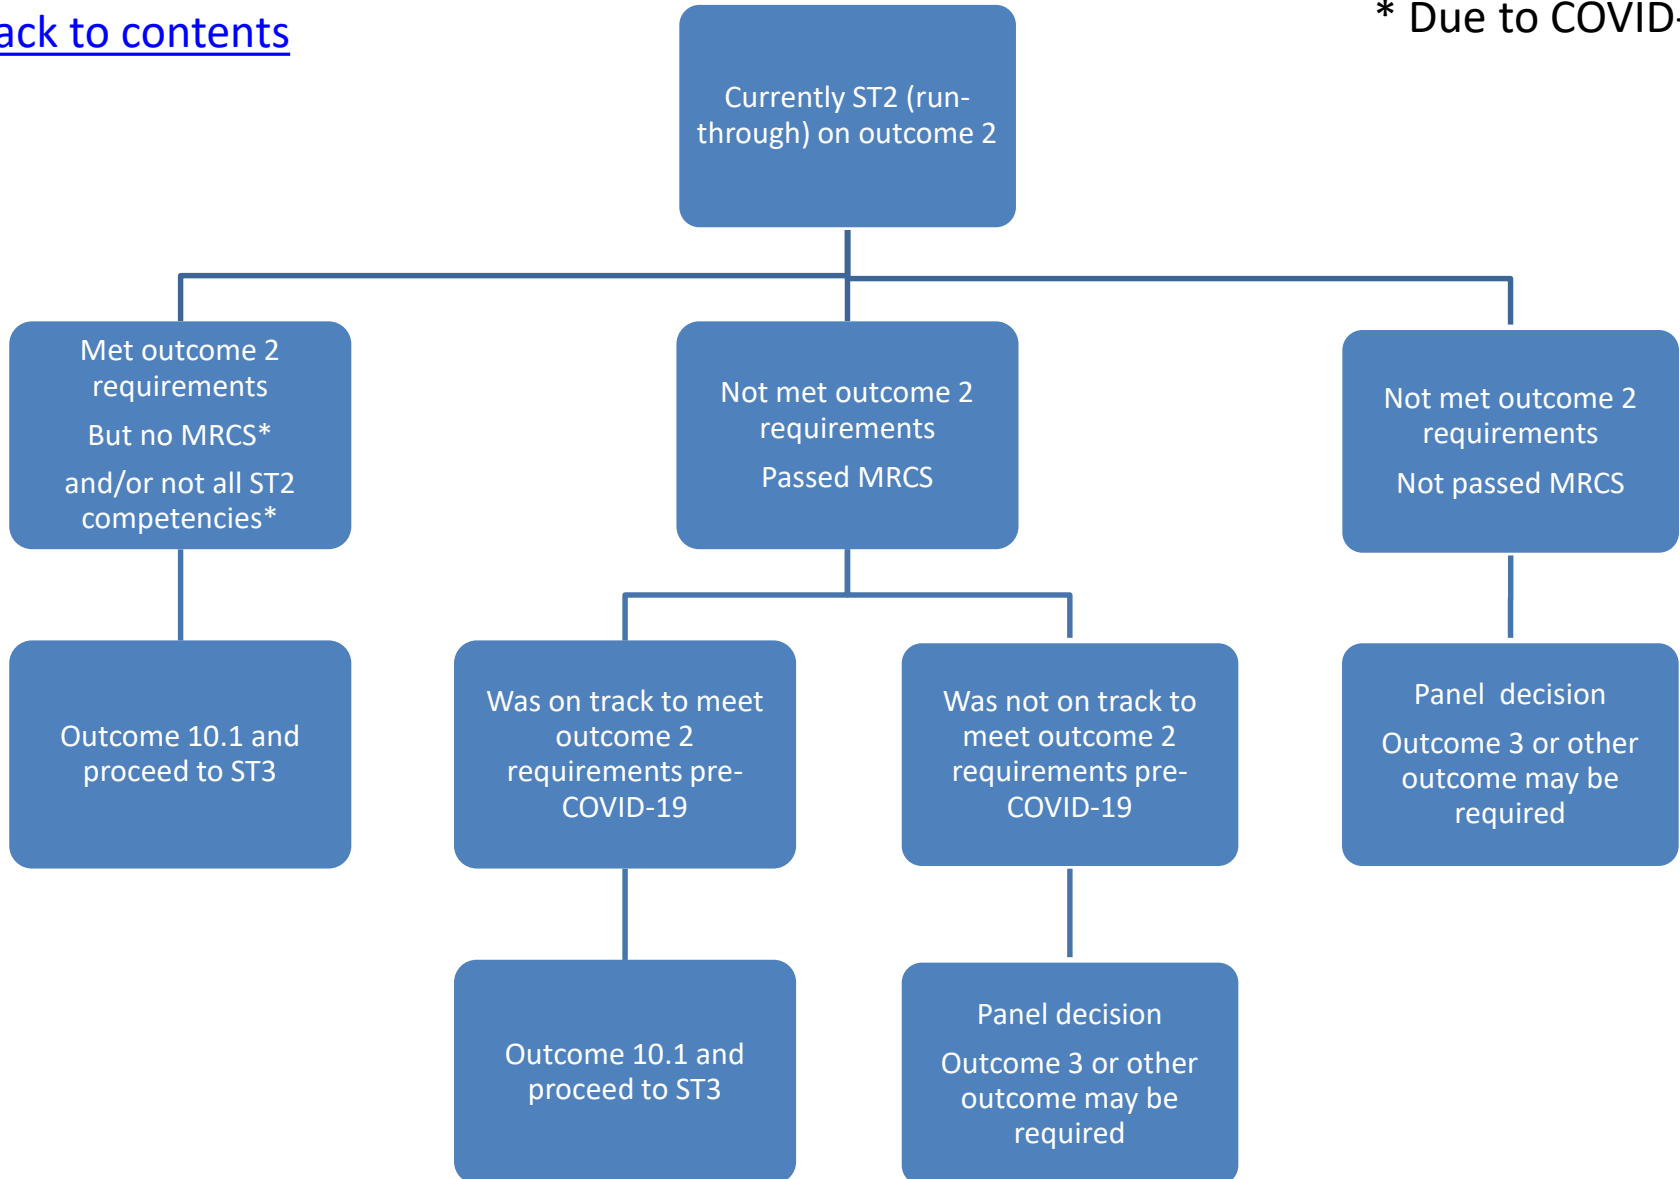 ack to contents
* Due to COVID-
Currently ST2 (run-
through) on outcome 2
Met outcome 2
requirements
But no MRCS*
and/or not all ST2
competencies*
Not met outcome 2
requirements
Passed MRCS
Not met outcome 2
requirements
Not passed MRCS
Outcome 10.1 and
proceed to ST3
Was on track to meet
outcome 2
requirements pre-
COVID-19
Was not on track to
meet outcome 2
requirements pre-
COVID-19
Panel decision
Outcome 3 or other
outcome may be
required
Outcome 10.1 and
proceed to ST3
Panel decision
Outcome 3 or other
outcome may be
required